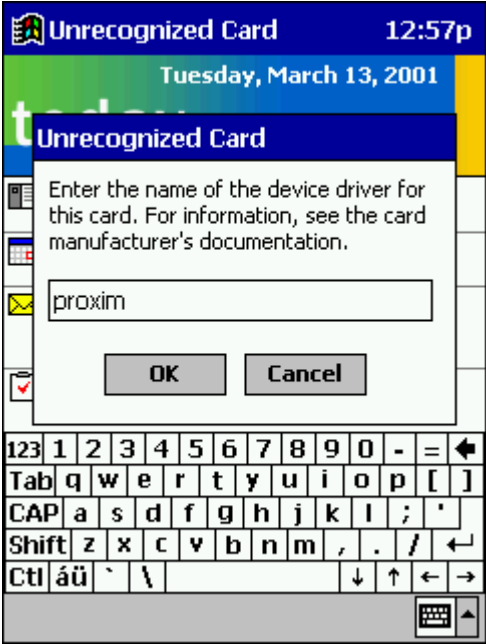 Unrecognized Card 12:57p
Tuesday, March 13, 2001
Unrecognized Card
Enter the name of the device driver for
this card. For information, see the card
manufacturer's documentation.
proxim
OK Cancel
123 1 2 3 4 5 6 7 8 9 0 - = 🡄
Tab q w e r t y u i o p [ ]
CAP a s d f g h j k l ; '
Shift z x c v b n m , . / ↵
Ctl áü ` \ ↓ ↑ ← →